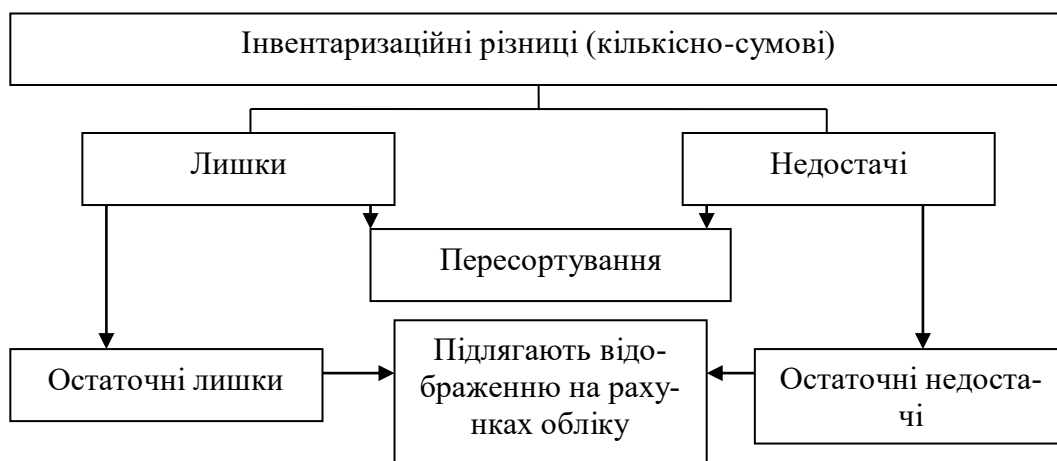 Інвентаризаційні різниці (кількісно-сумові)
Лишки
Недостачі
Пересортування
Остаточні лишки
Підлягають відо-
браженню на раху-
нках обліку
Остаточні недоста-
чі